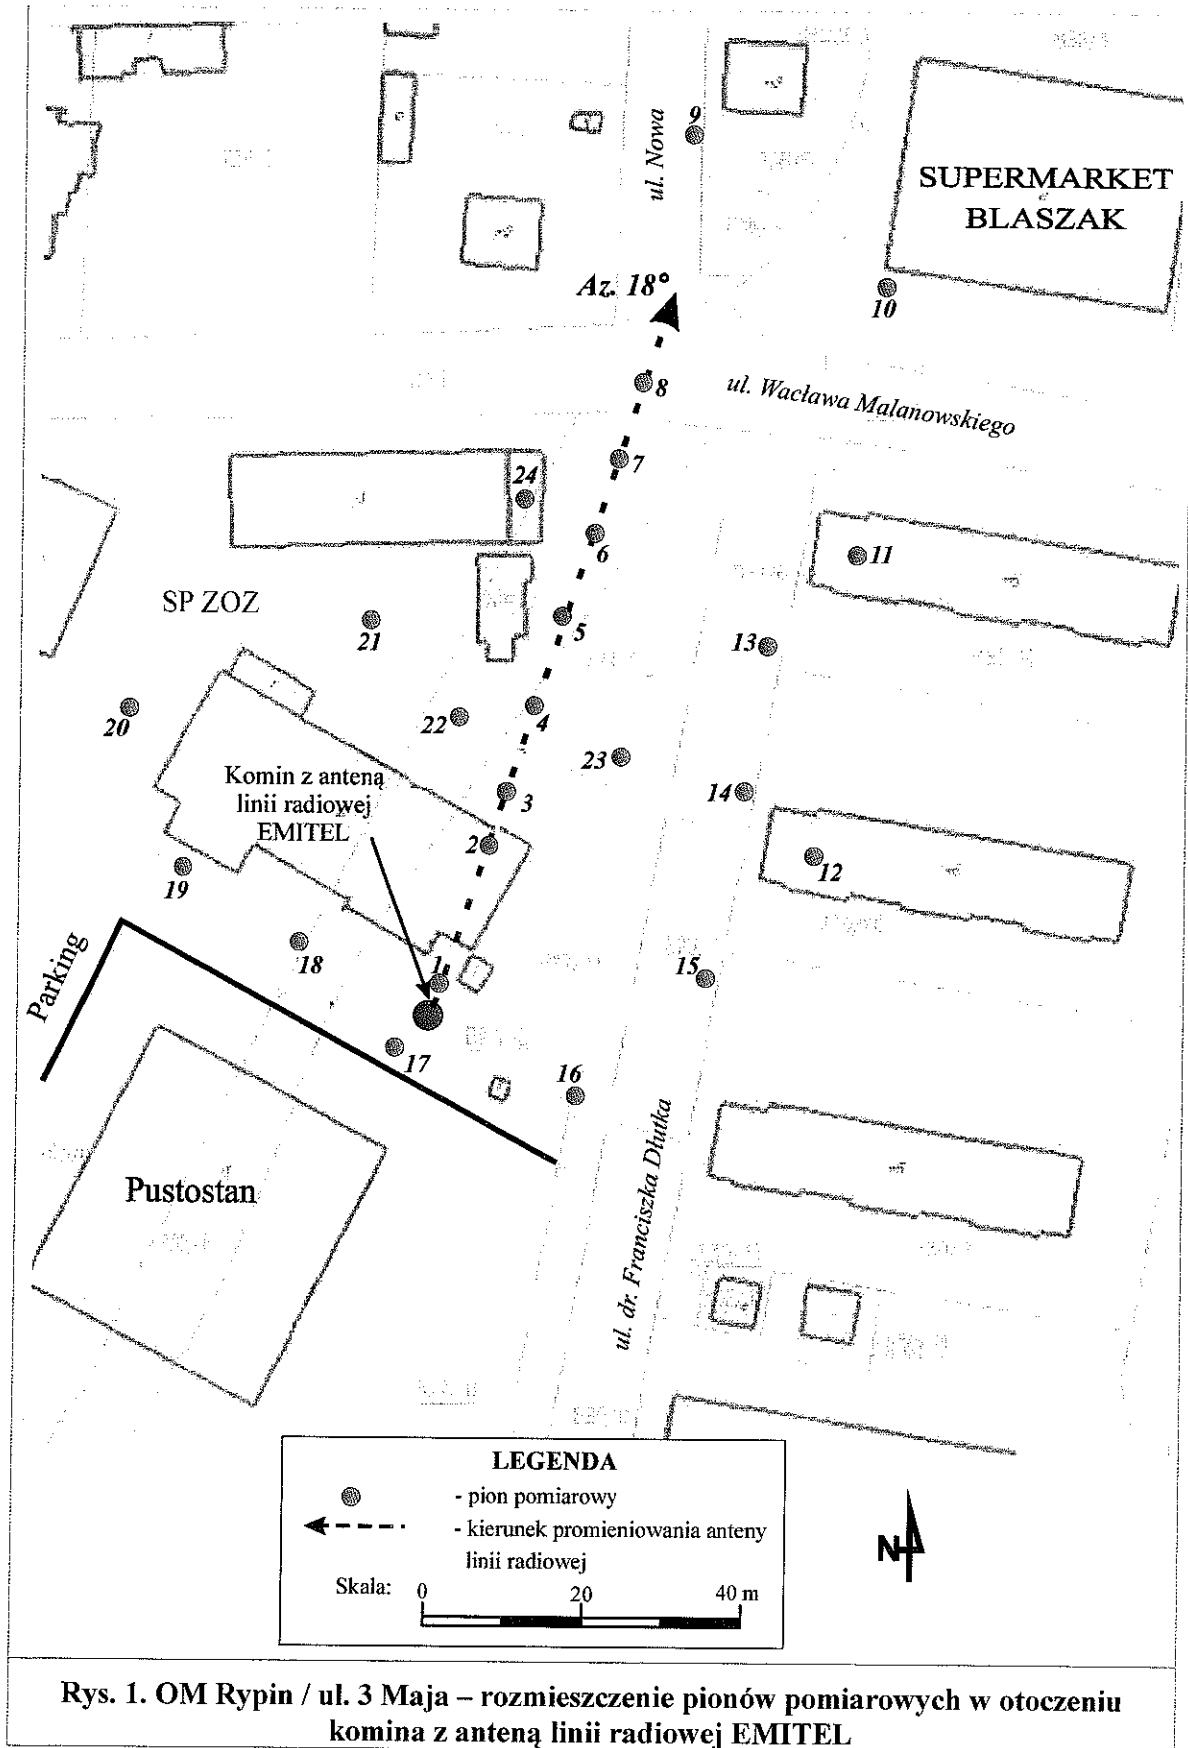 9
ul. Nowa
SUPERMARKET
BLASZAK
Az. 18°
10
8
ul. Wacława Malanowskiego
7
24
6
11
SP ZOZ
21
5
13
20
22
4
23
Komin z anteną
linii radiowej
EMITEL
3
14
2
12
19
Parking
18
1
15
17
16
Pustostan
ul. dr. Franciszka Dłutka
LEGENDA
- pion pomiarowy
- kierunek promieniowania anteny
linii radiowej
Skala: 0 20 40 m
N
Rys. 1. OM Rypin / ul. 3 Maja – rozmieszczenie pionów pomiarowych w otoczeniu
komina z anteną linii radiowej EMITEL